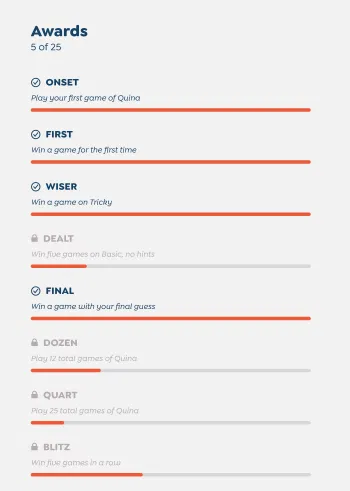 Awards
5 of 25
ONSET
Play your first game of Quina
FIRST
Win a game for the first time
WISER
Win a game on Tricky
DEALT
Win five games on Basic, no hints
FINAL
Win a game with your final guess
DOZEN
Play 12 total games of Quina
QUART
Play 25 total games of Quina
BLITZ
Win five games in a row